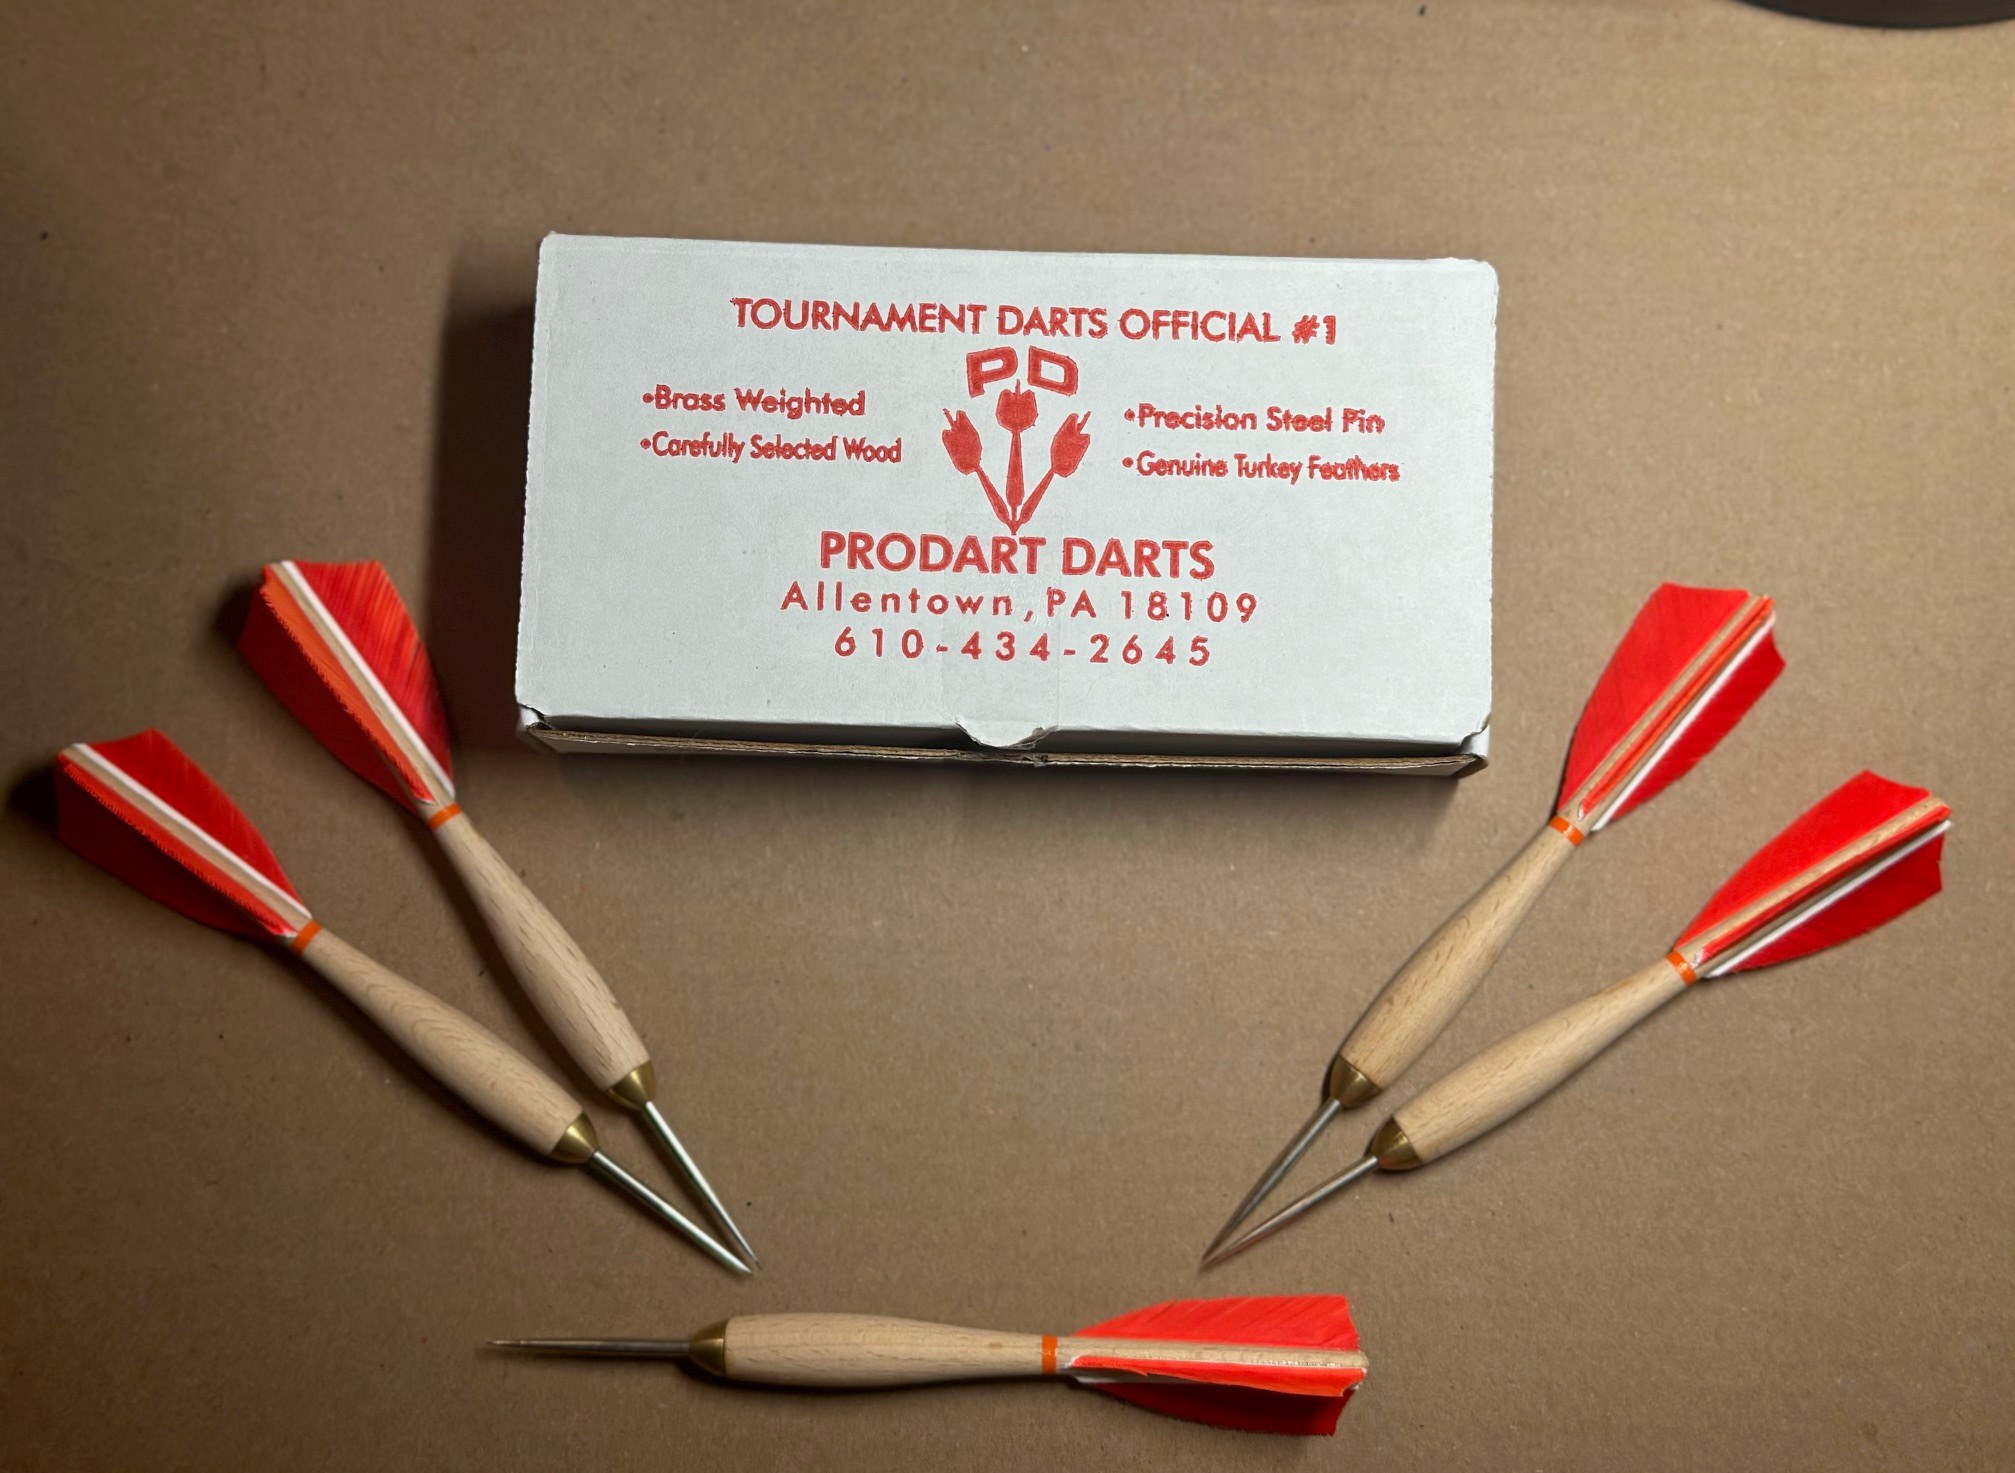 TOURNAMENT DARTS OFFICIAL #1
PD
•Brass Weighted
•Carefully Selected Wood
•Precision Steel Pin
•Genuine Turkey Feathers
PRODART DARTS
Allentown, PA 18109
610-434-2645